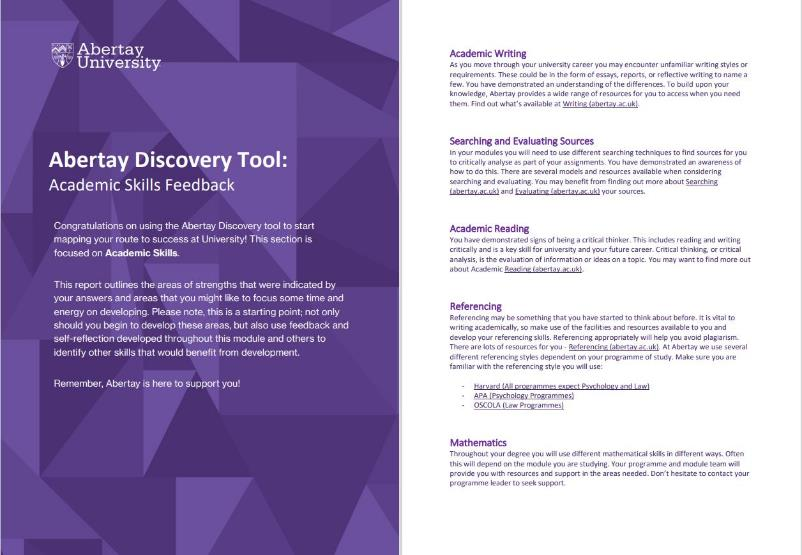 Abertay
University
Abertay Discovery Tool:
Academic Skills Feedback
Congratulations on using the Abertay Discovery tool to start
mapping your route to success at University! This section is
focused on Academic Skills.
This report outlines the areas of strengths that were indicated by
your answers and areas that you might like to focus some time and
energy on developing. Please note, this is a starting point; not only
should you begin to develop these areas, but also use feedback and
self-reflection developed throughout this module and others to
identify other skills that would benefit from development.
Remember, Abertay is here to support you!
Academic Writing
As you move through your university career you may encounter unfamiliar writing styles or
requirements. These could be in the form of essays, reports, or reflective writing to name a
few. You have demonstrated an understanding of the differences. To build upon your
knowledge, Abertay provides a wide range of resources for you to access when you need
them. Find out what's available at Writing (abertay.ac.uk).
Searching and Evaluating Sources
In your modules you will need to use different searching techniques to find sources for you
to critically analyse as part of your assignments. You have demonstrated an awareness of
how to do this. There are several models and resources available when considering
searching and evaluating. You may benefit from finding out more about Searching
(abertay.ac.uk) and Evaluating (abertay.ac.uk) your sources.
Academic Reading
You have demonstrated signs of being a critical thinker. This includes reading and writing
critically and is a key skill for university and your future career. Critical thinking, or critical
analysis, is the evaluation of information or ideas on a topic. You may want to find more out
about Academic Reading (abertay.ac.uk).
Referencing
Referencing may be something that you have started to think about before. It is vital to
writing academically, so make use of the facilities and resources available to you and
develop your referencing skills. Referencing appropriately will help you avoid plagiarism.
There are lots of resources for you - Referencing (abertay.ac.uk). At Abertay we use several
different referencing styles dependent on your programme of study. Make sure you are
familiar with the referencing style you will use:
- Harvard (All programmes expect Psychology and Law)
- APA (Psychology Programmes)
- OSCOLA (Law Programmes)
Mathematics
Throughout your degree you will use different mathematical skills in different ways. Often
this will depend on the module you are studying. Your programme and module team will
provide you with resources and support in the areas needed. Don't hesitate to contact your
programme leader to seek support.